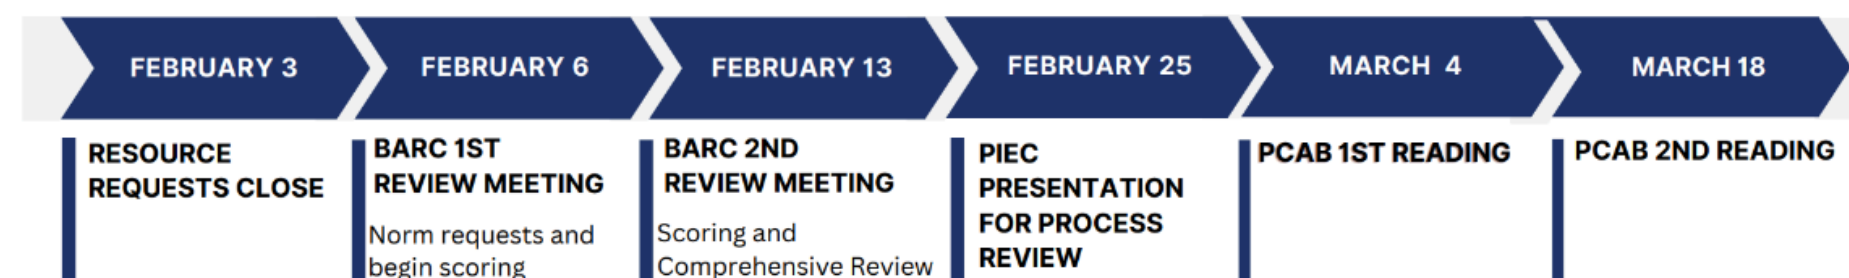 FEBRUARY 3
FEBRUARY 6
FEBRUARY 13
FEBRUARY 25
MARCH 4
MARCH 18
RESOURCE
REQUESTS CLOSE
BARC 1ST
REVIEW MEETING
Norm requests and
begin scoring
BARC 2ND
REVIEW MEETING
Scoring and
Comprehensive Review
PIEC
PRESENTATION
FOR PROCESS
REVIEW
PCAB 1ST READING
PCAB 2ND READING